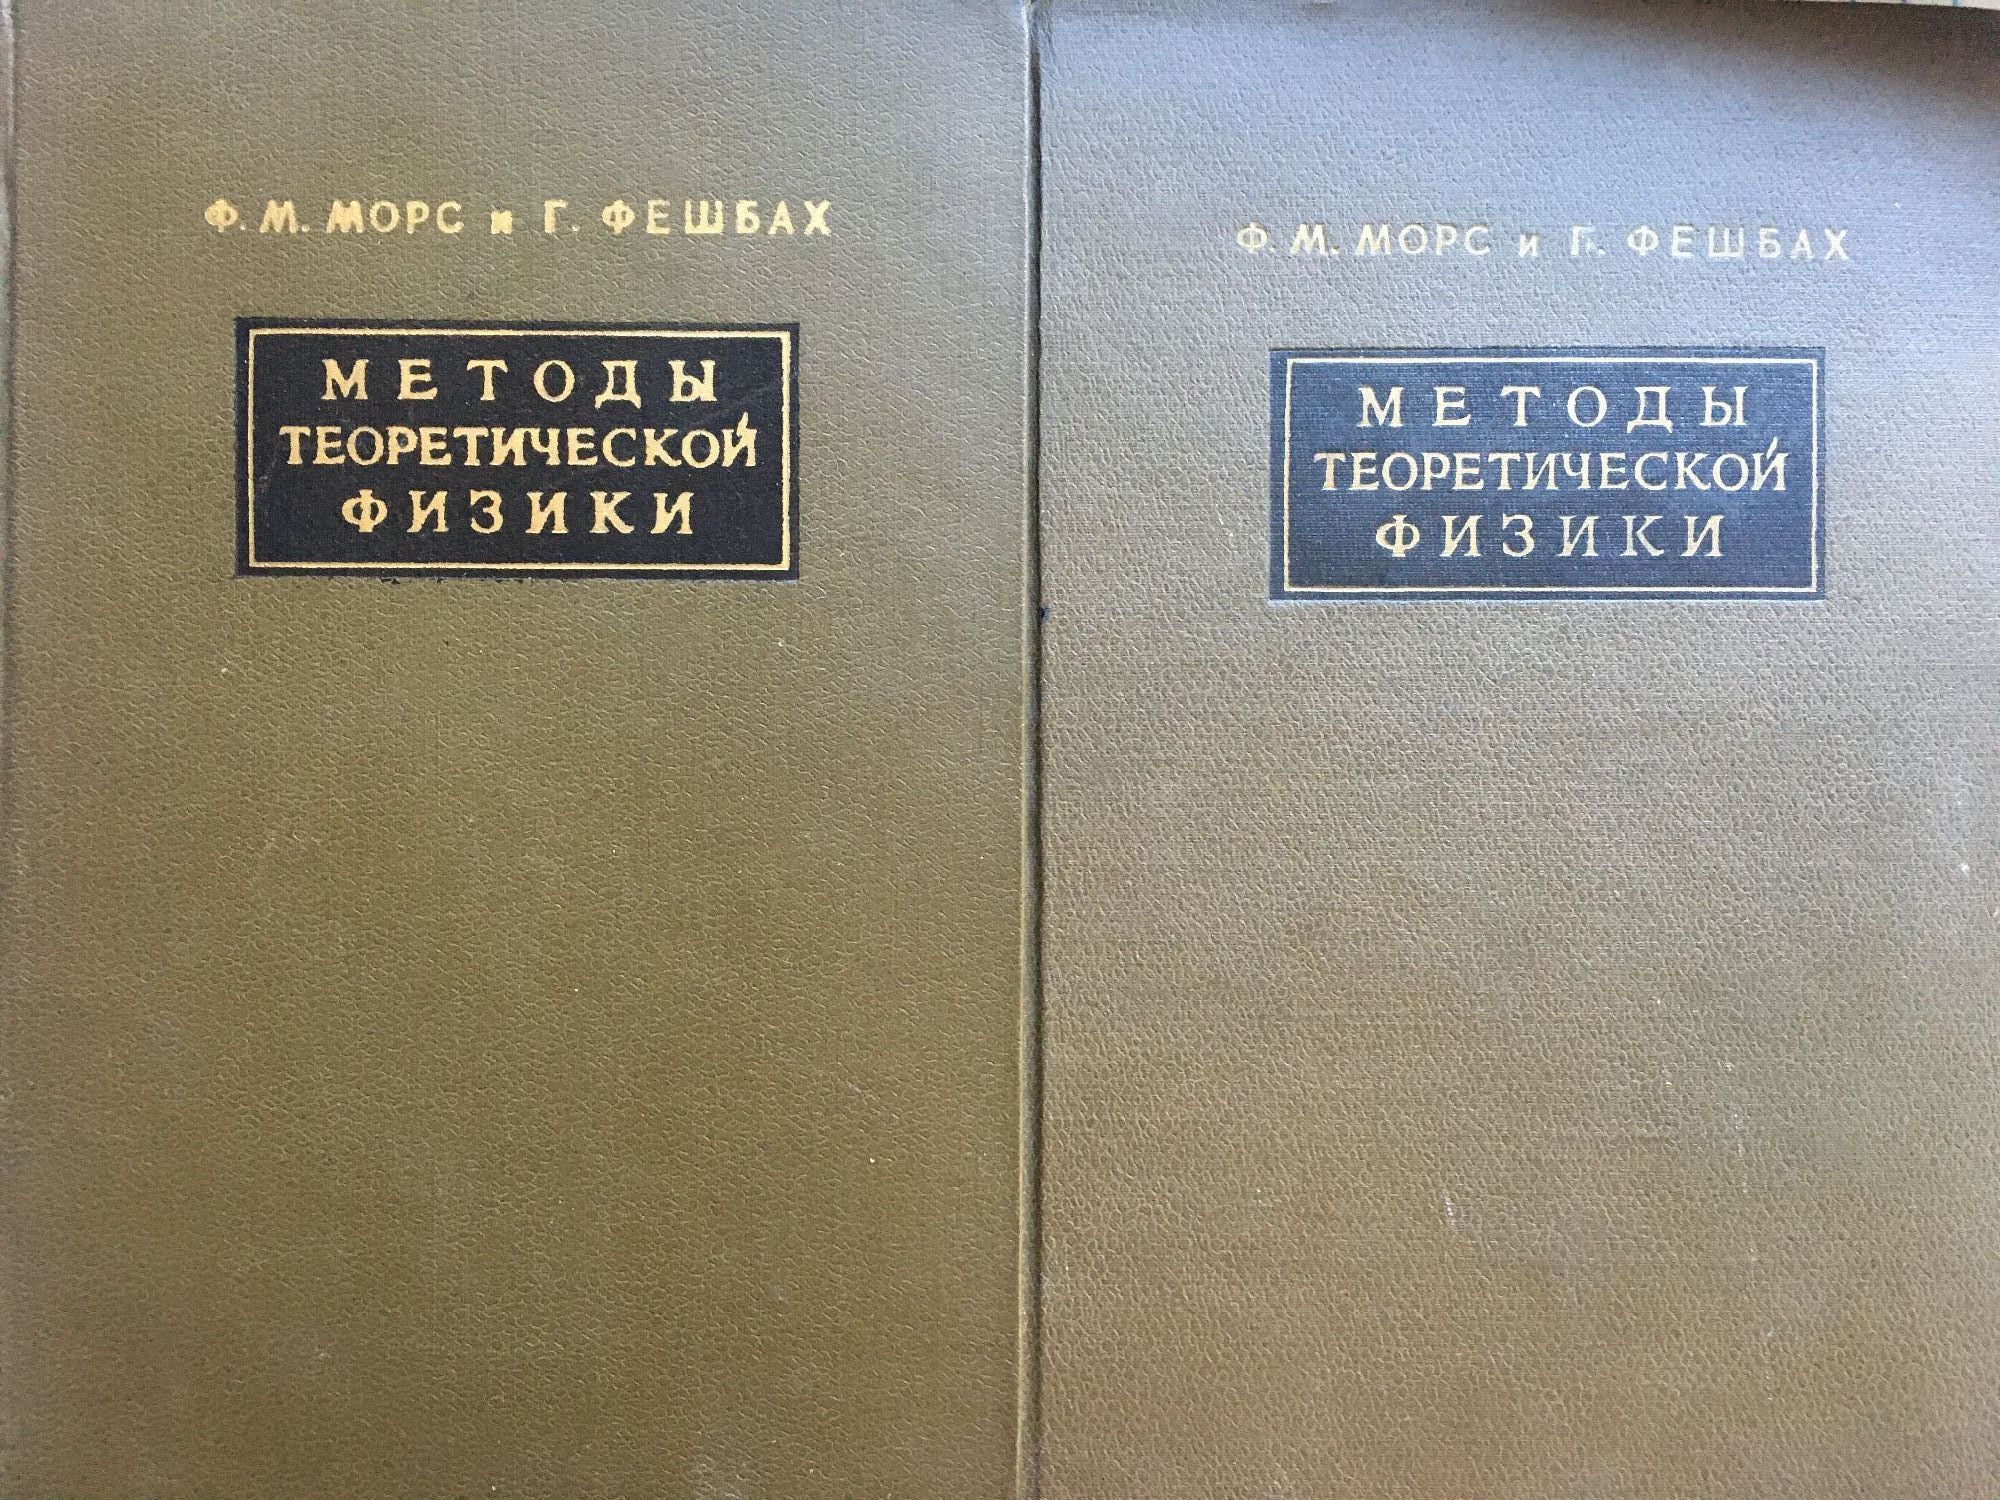 Ф. М. МОРС и Г. ФЕШБАХ
МЕТОДЫ
ТЕОРЕТИЧЕСКОЙ
ФИЗИКИ
Ф. М. МОРС и Г. ФЕШБАХ
МЕТОДЫ
ТЕОРЕТИЧЕСКОЙ
ФИЗИКИ